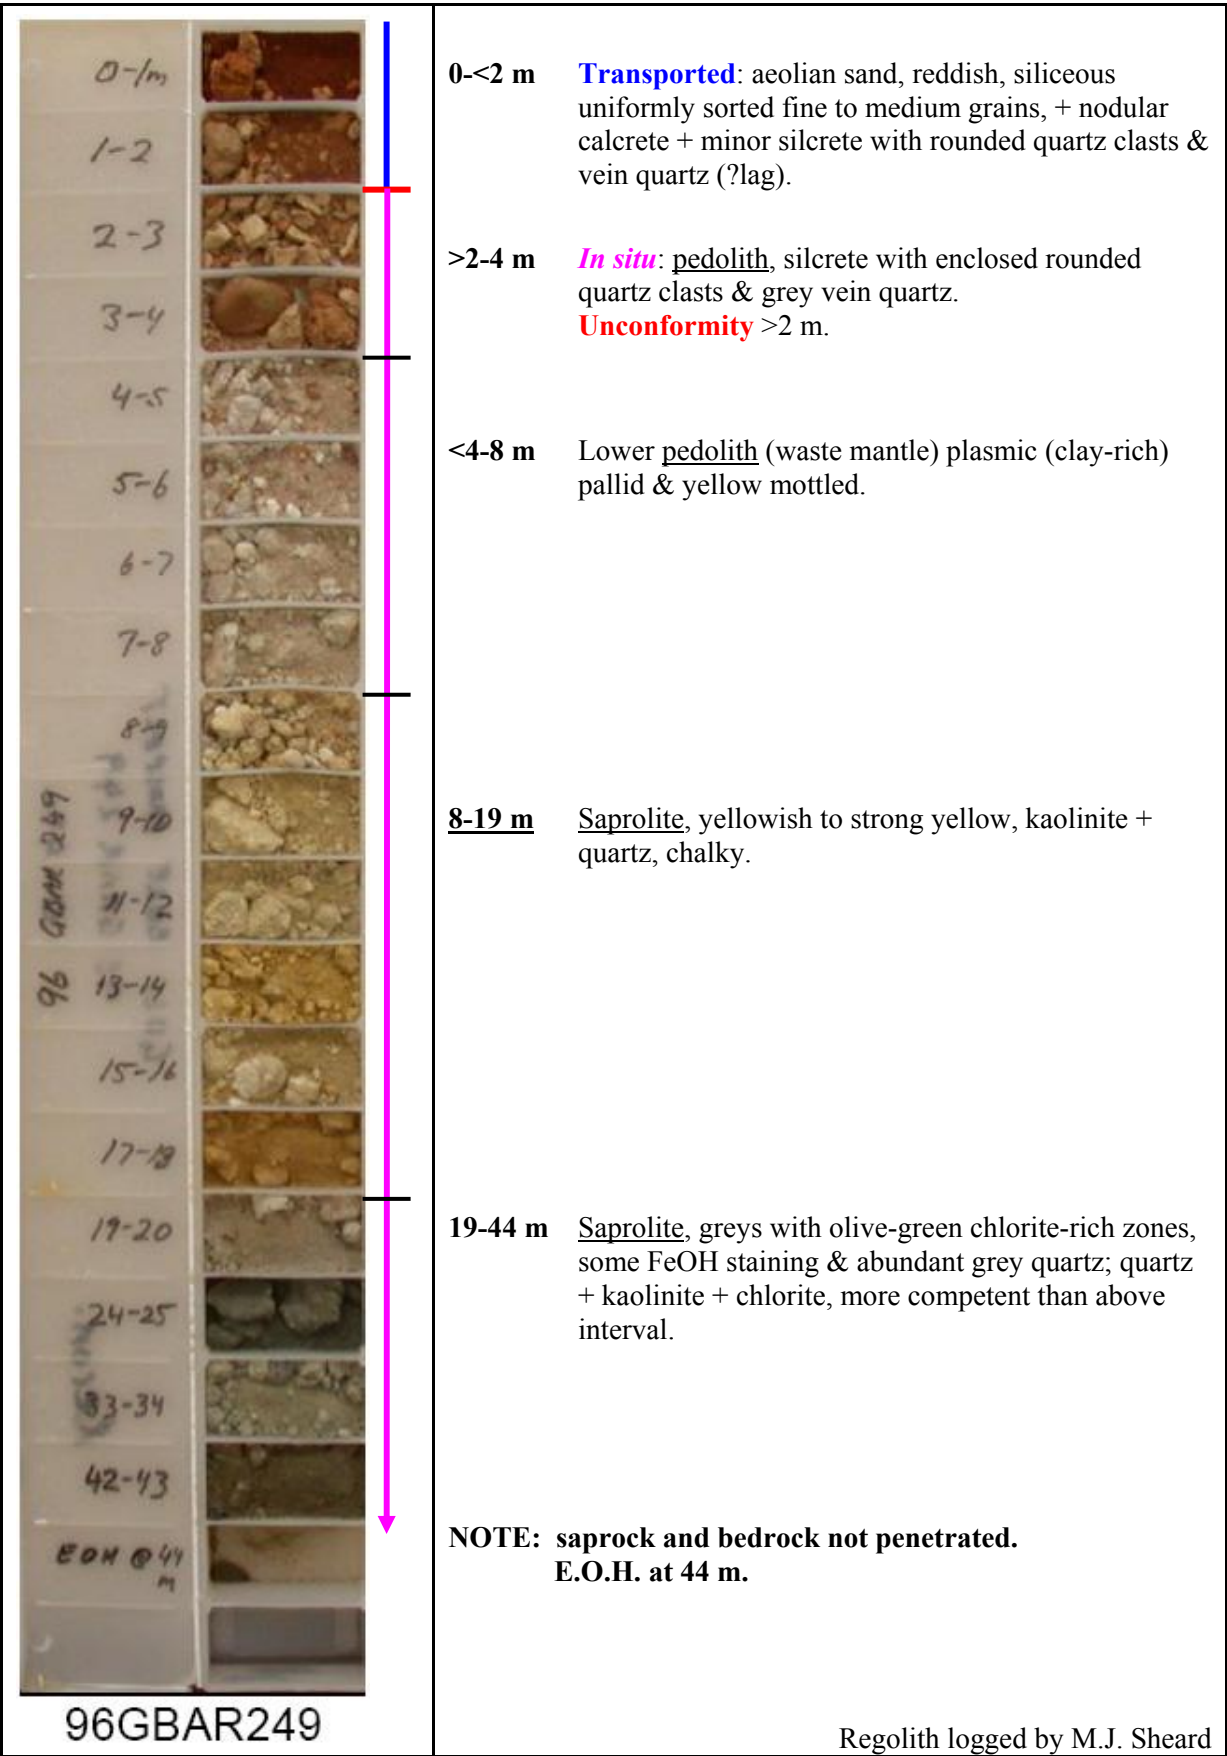 0-1m
1-2
2-3
3-4
4-5
5-6
6-7
7-8
8-9
9-10
11-12
13-14
15-16
17-18
19-20
24-25
33-34
42-43
EOH @ 44
M
96 GBAR 249
96GBAR249
0-<2 m Transported: aeolian sand, reddish, siliceous
uniformly sorted fine to medium grains, + nodular
calcrete + minor silcrete with rounded quartz clasts &
vein quartz (?lag).
>2-4 m In situ: pedolith, silcrete with enclosed rounded
quartz clasts & grey vein quartz.
Unconformity >2 m.
<4-8 m Lower pedolith (waste mantle) plasmic (clay-rich)
pallid & yellow mottled.
8-19 m Saprolite, yellowish to strong yellow, kaolinite +
quartz, chalky.
19-44 m Saprolite, greys with olive-green chlorite-rich zones,
some FeOH staining & abundant grey quartz; quartz
+ kaolinite + chlorite, more competent than above
interval.
NOTE: saprock and bedrock not penetrated.
E.O.H. at 44 m.
Regolith logged by M.J. Sheard